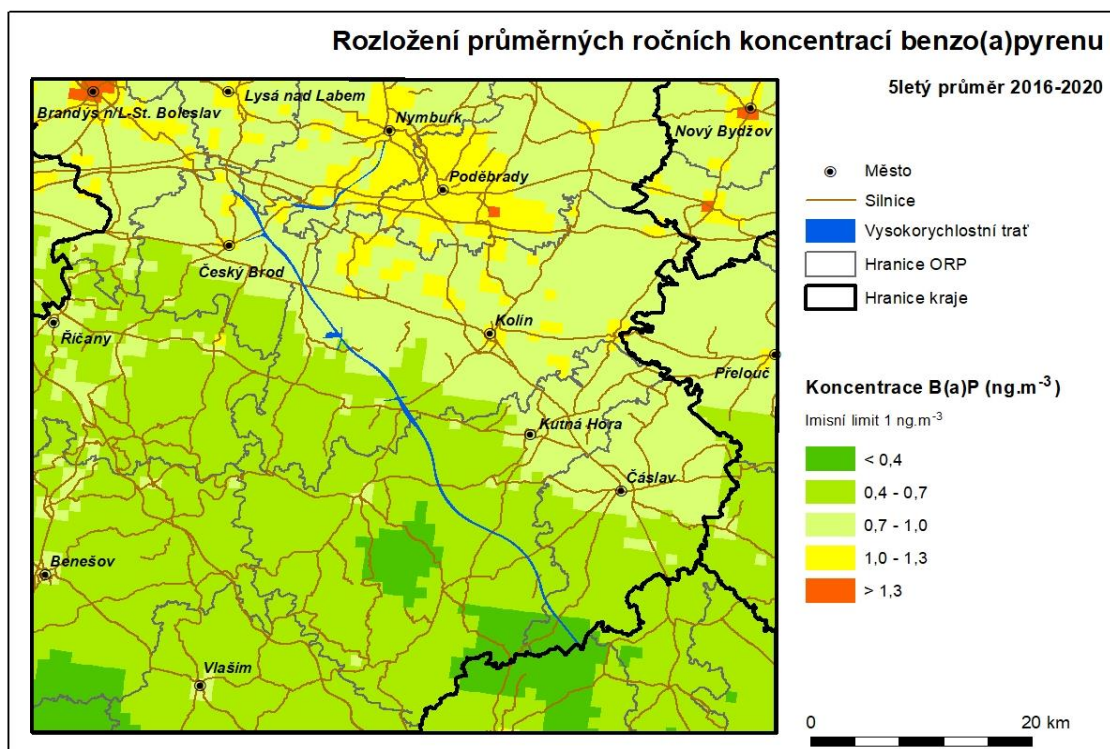 Rozložení průměrných ročních koncentrací benzo(a)pyrenu
5letý průměr 2016-2020
Brandýs n/L-St. Boleslav
Lysá nad Labem
Nymburk
Poděbrady
Nový Bydžov
Český Brod
Říčany
Kolín
Přelouč
Kutná Hora
Čáslav
Benešov
Vlašim
Město
Silnice
Vysokorychlostní trať
Hranice ORP
Hranice kraje
Koncentrace B(a)P (ng.m⁻³)
Imisní limit 1 ng.m⁻³
< 0,4
0,4 - 0,7
0,7 - 1,0
1,0 - 1,3
> 1,3
0 20 km